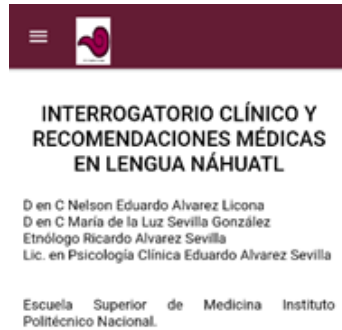 INTERROGATORIO CLÍNICO Y
RECOMENDACIONES MÉDICAS
EN LENGUA NÁHUATL
D en C Nelson Eduardo Alvarez Licona
D en C María de la Luz Sevilla González
Etnólogo Ricardo Alvarez Sevilla
Lic. en Psicología Clínica Eduardo Alvarez Sevilla
Escuela Superior de Medicina Instituto
Politécnico Nacional.